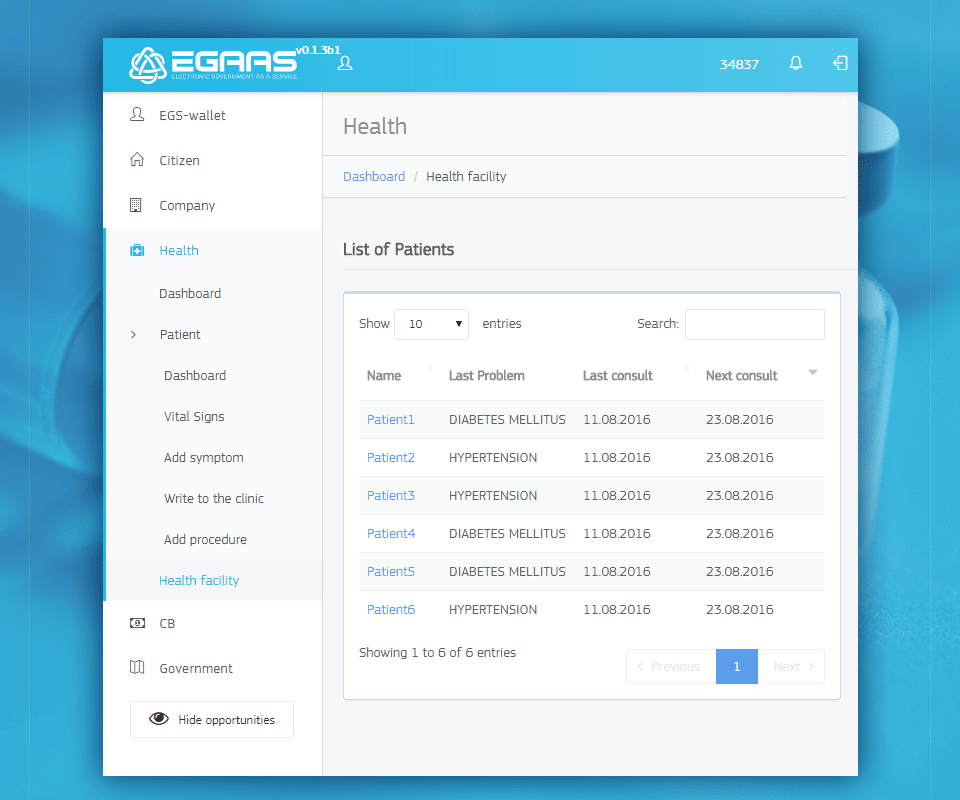 EGAAS v0.1.3b1
ELECTRONIC GOVERNMENT AS A SERVICE
34837
EGS-wallet
Citizen
Company
Health
Dashboard
Patient
Dashboard
Vital Signs
Add symptom
Write to the clinic
Add procedure
Health facility
CB
Government
Hide opportunities
Health
Dashboard / Health facility
List of Patients
Show 10 entries Search:
Name Last Problem Last consult Next consult
Patient1 DIABETES MELLITUS 11.08.2016 23.08.2016
Patient2 HYPERTENSION 11.08.2016 23.08.2016
Patient3 HYPERTENSION 11.08.2016 23.08.2016
Patient4 DIABETES MELLITUS 11.08.2016 23.08.2016
Patient5 DIABETES MELLITUS 11.08.2016 23.08.2016
Patient6 HYPERTENSION 11.08.2016 23.08.2016
Showing 1 to 6 of 6 entries
Previous 1 Next